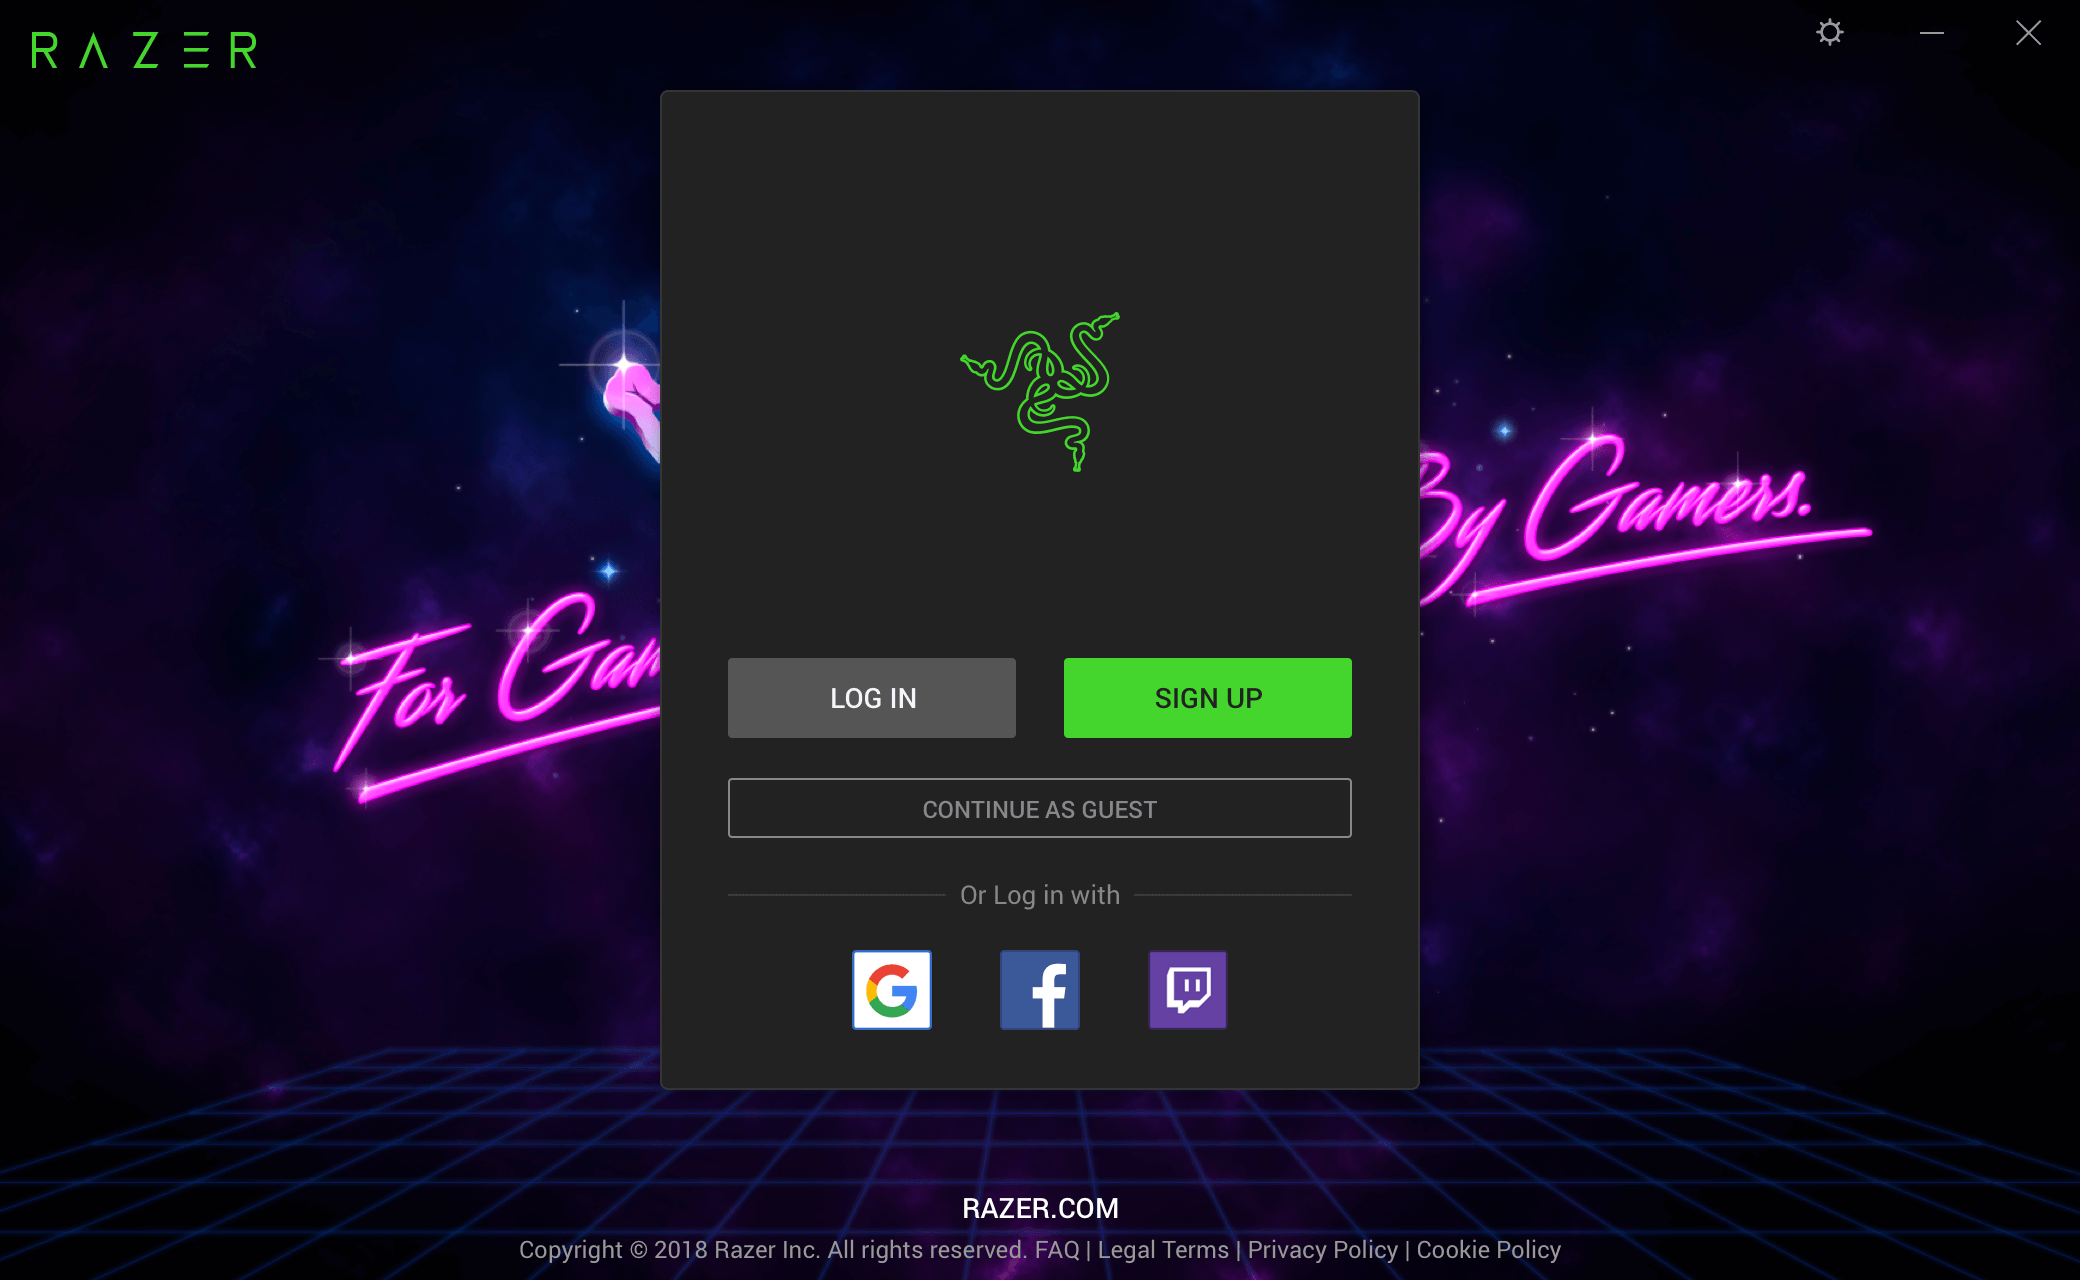 RAZER
For Gam
By Gamers.
LOG IN
SIGN UP
CONTINUE AS GUEST
Or Log in with
RAZER.COM
Copyright © 2018 Razer Inc. All rights reserved. FAQ | Legal Terms | Privacy Policy | Cookie Policy